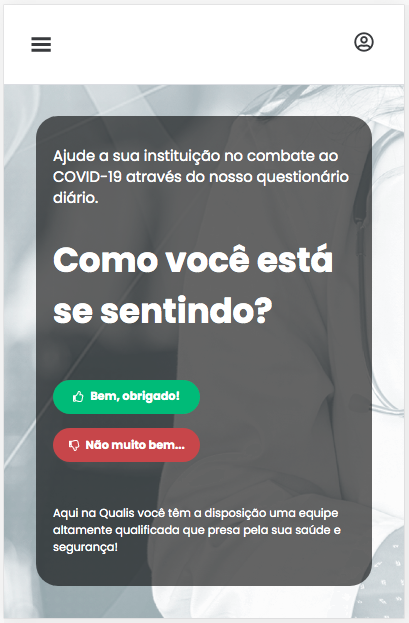 Ajude a sua instituição no combate ao
COVID-19 através do nosso questionário
diário.
Como você está
se sentindo?
Bem, obrigado!
Não muito bem...
Aqui na Qualis você têm a disposição uma equipe
altamente qualificada que presa pela sua saúde e
segurança!